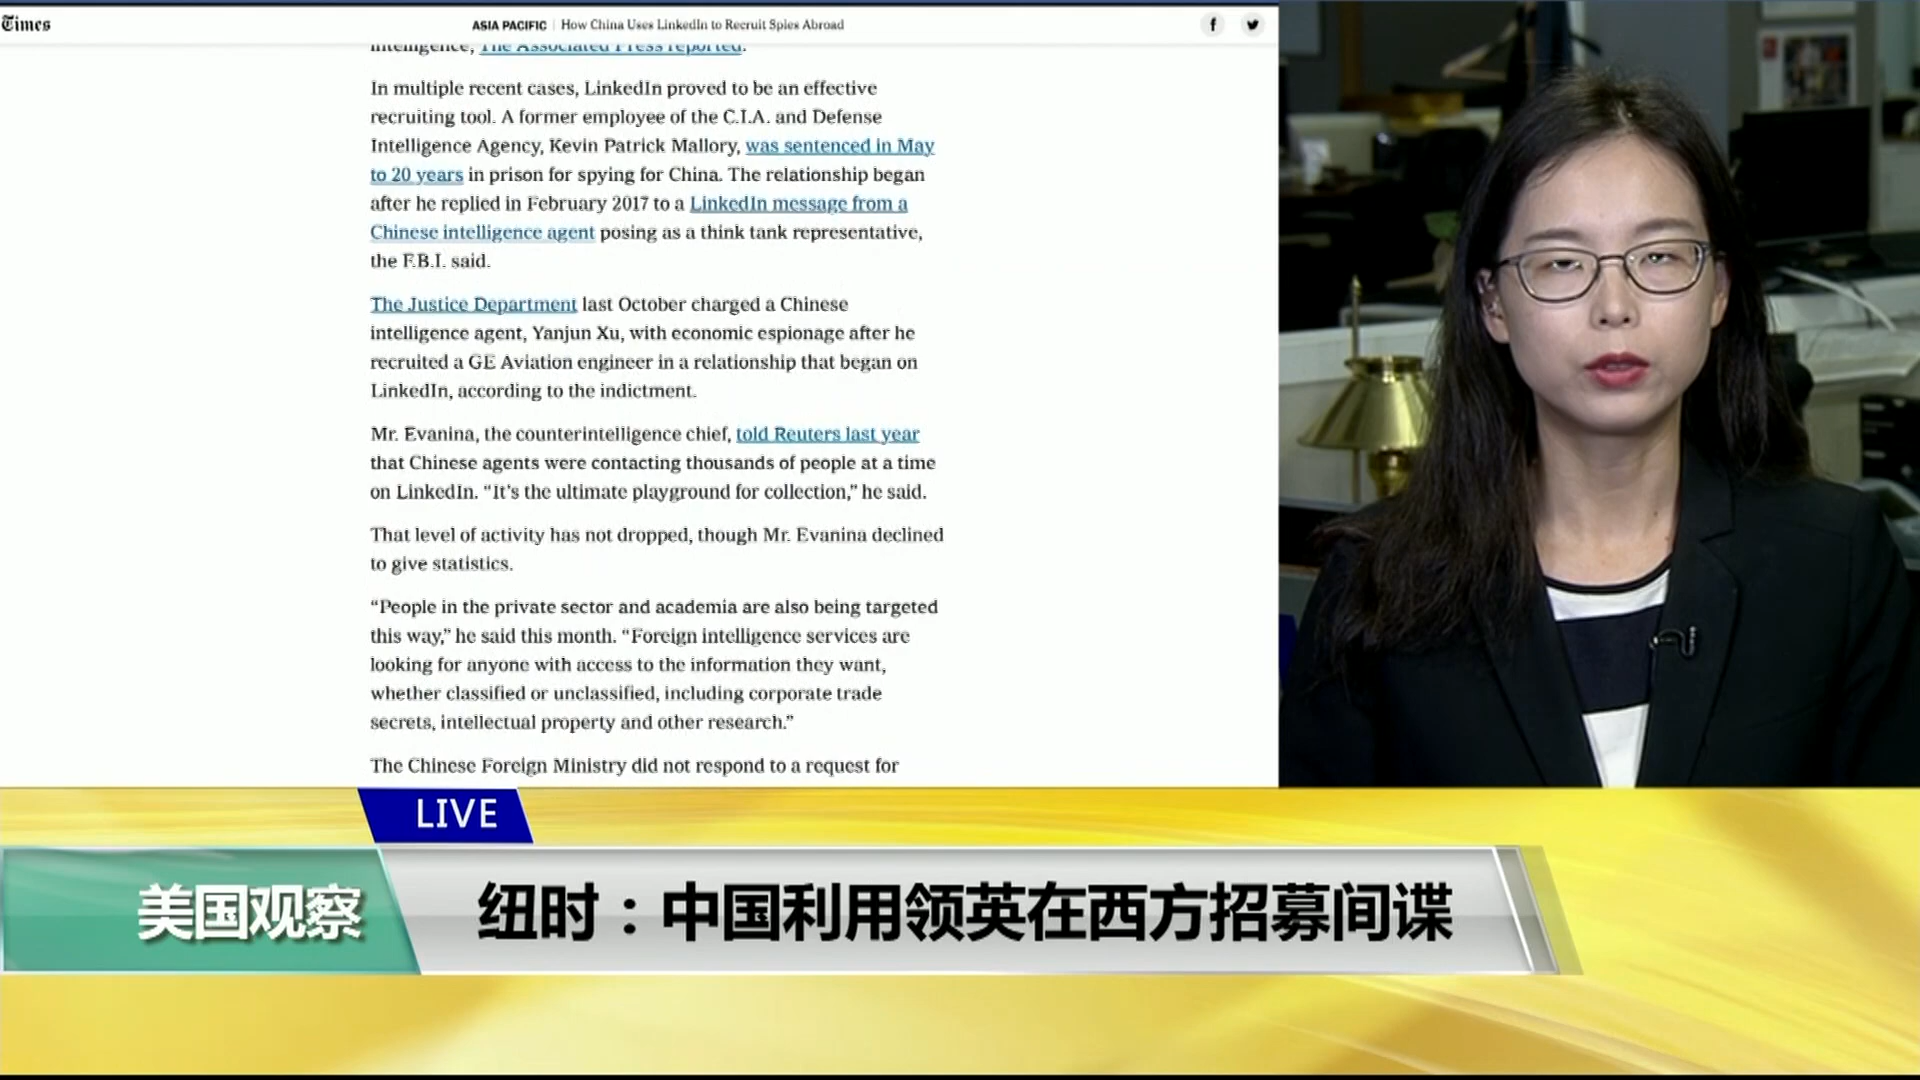 Times
ASIA PACIFIC | How China Uses LinkedIn to Recruit Spies Abroad
intelligence, The Associated Press reported.
In multiple recent cases, LinkedIn proved to be an effective
recruiting tool. A former employee of the C.I.A. and Defense
Intelligence Agency, Kevin Patrick Mallory, was sentenced in May
to 20 years in prison for spying for China. The relationship began
after he replied in February 2017 to a LinkedIn message from a
Chinese intelligence agent posing as a think tank representative,
the F.B.I. said.
The Justice Department last October charged a Chinese
intelligence agent, Yanjun Xu, with economic espionage after he
recruited a GE Aviation engineer in a relationship that began on
LinkedIn, according to the indictment.
Mr. Evanina, the counterintelligence chief, told Reuters last year
that Chinese agents were contacting thousands of people at a time
on LinkedIn. “It’s the ultimate playground for collection,” he said.
That level of activity has not dropped, though Mr. Evanina declined
to give statistics.
“People in the private sector and academia are also being targeted
this way,” he said this month. “Foreign intelligence services are
looking for anyone with access to the information they want,
whether classified or unclassified, including corporate trade
secrets, intellectual property and other research.”
The Chinese Foreign Ministry did not respond to a request for
LIVE
美国观察
纽时：中国利用领英在西方招募间谍